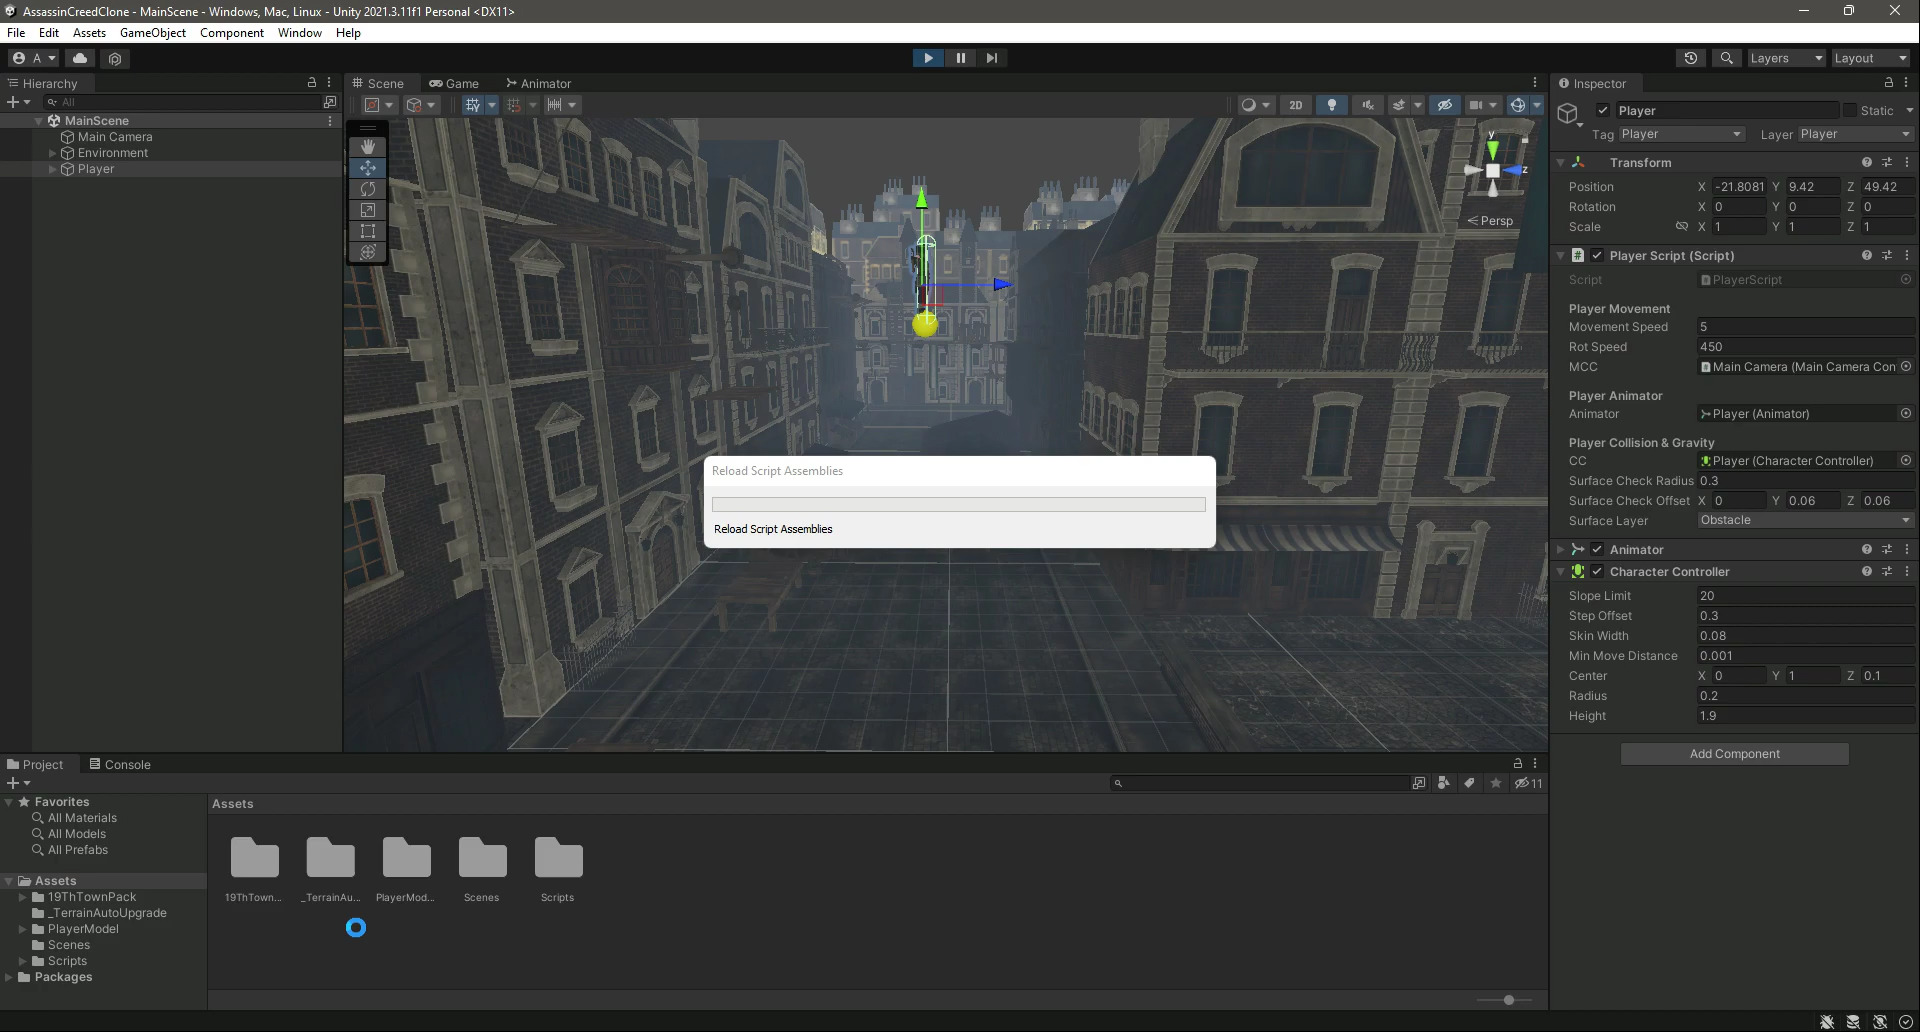 AssassinCreedClone - MainScene - Windows, Mac, Linux - Unity 2021.3.11f1 Personal <DX11>
File Edit Assets GameObject Component Window Help
A
Layers Layout
Hierarchy
All
MainScene
Main Camera
Environment
Player
Scene Game Animator
2D
y
z
Persp
Reload Script Assemblies
Reload Script Assemblies
Inspector
Player Static
Tag Player Layer Player
Transform
Position X -21.8081 Y 9.42 Z 49.42
Rotation X 0 Y 0 Z 0
Scale X 1 Y 1 Z 1
Player Script (Script)
Script PlayerScript
Player Movement
Movement Speed 5
Rot Speed 450
MCC Main Camera (Main Camera Con
Player Animator
Animator Player (Animator)
Player Collision & Gravity
CC Player (Character Controller)
Surface Check Radius 0.3
Surface Check Offset X 0 Y 0.06 Z 0.06
Surface Layer Obstacle
Animator
Character Controller
Slope Limit 20
Step Offset 0.3
Skin Width 0.08
Min Move Distance 0.001
Center X 0 Y 1 Z 0.1
Radius 0.2
Height 1.9
Add Component
Project Console
11
Favorites
All Materials
All Models
All Prefabs
Assets
19ThTownPack
_TerrainAutoUpgrade
PlayerModel
Scenes
Scripts
Packages
Assets
19ThTown... _TerrainAu... PlayerMod... Scenes Scripts